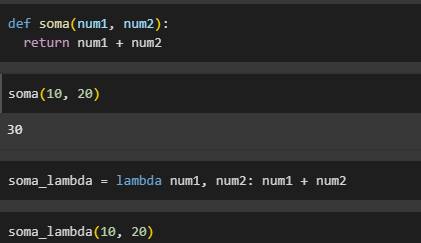 def soma(num1, num2):
  return num1 + num2
soma(10, 20)
30
soma_lambda = lambda num1, num2: num1 + num2
soma_lambda(10, 20)